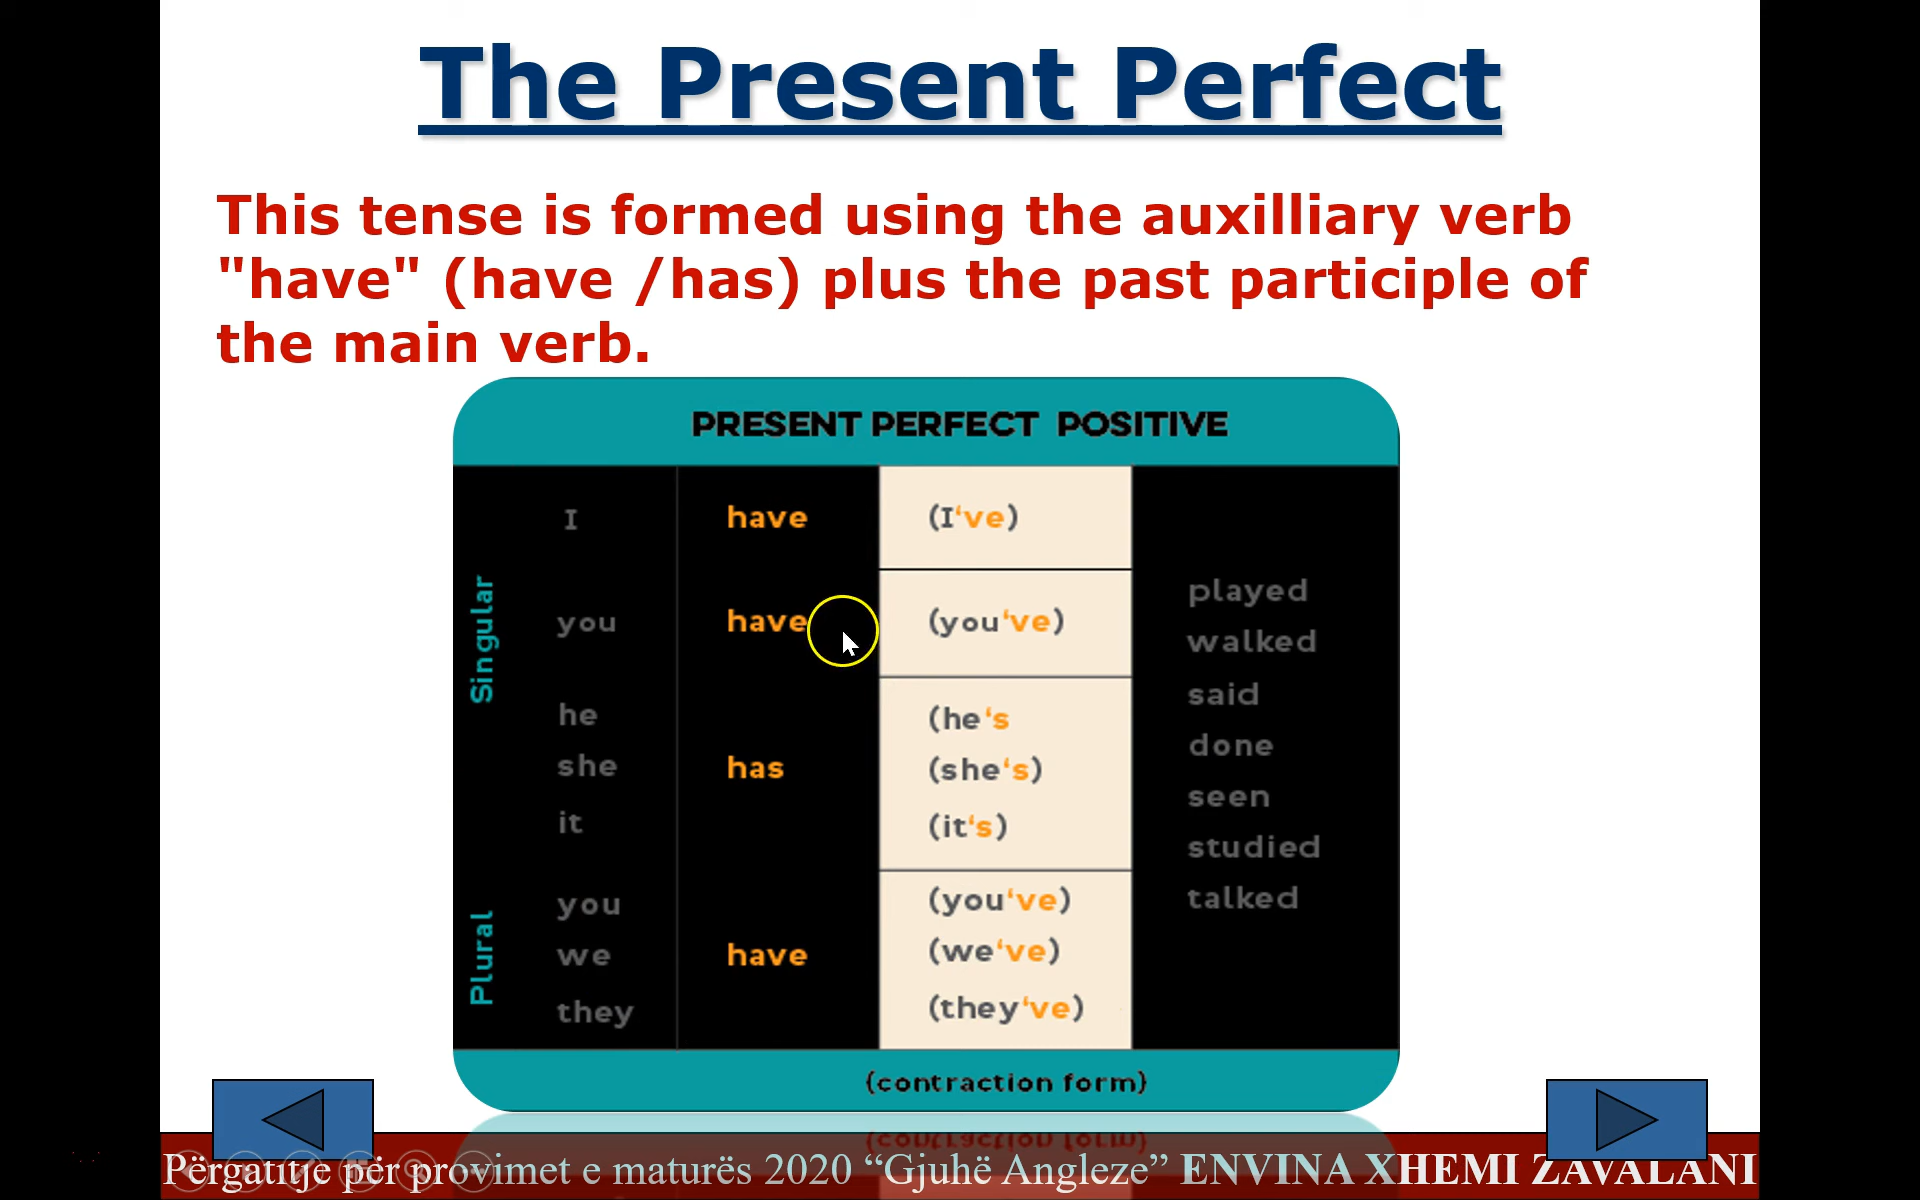 The Present Perfect
This tense is formed using the auxilliary verb
"have" (have /has) plus the past participle of
the main verb.
PRESENT PERFECT POSITIVE
Singular
I have (I've)
you have (you've)
he (he's
she has (she's)
it (it's)
Plural
you (you've)
we have (we've)
they (they've)
played
walked
said
done
seen
studied
talked
(contraction form)
Përgatitje për provimet e maturës 2020 “Gjuhë Angleze” ENVINA XHEMI ZAVALANI